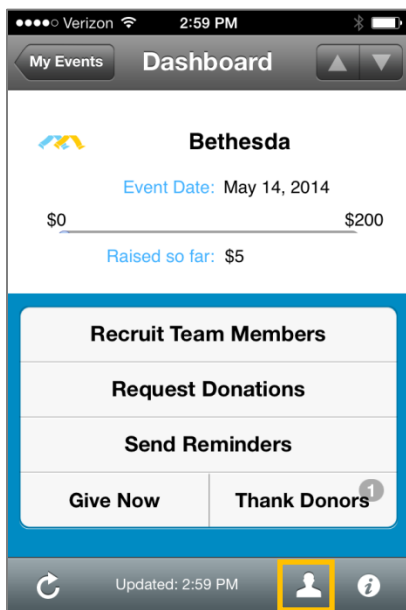 Verizon 2:59 PM
My Events Dashboard
Bethesda
Event Date: May 14, 2014
$0 $200
Raised so far: $5
Recruit Team Members
Request Donations
Send Reminders
Give Now Thank Donors 1
Updated: 2:59 PM i